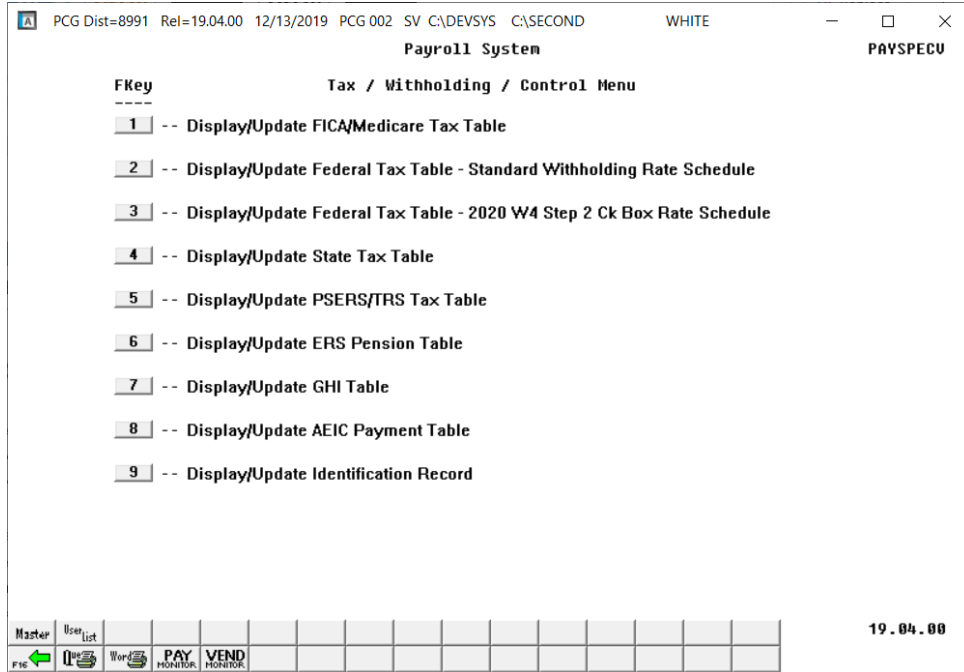 A PCG Dist=8991 Rel=19.04.00 12/13/2019 PCG 002 SV C:\DEVSYS C:\SECOND WHITE
Payroll System PAYSPECV
FKey Tax / Withholding / Control Menu
----
1 -- Display/Update FICA/Medicare Tax Table
2 -- Display/Update Federal Tax Table - Standard Withholding Rate Schedule
3 -- Display/Update Federal Tax Table - 2020 W4 Step 2 Ck Box Rate Schedule
4 -- Display/Update State Tax Table
5 -- Display/Update PSERS/TRS Tax Table
6 -- Display/Update ERS Pension Table
7 -- Display/Update GHI Table
8 -- Display/Update AEIC Payment Table
9 -- Display/Update Identification Record
Master User List 19.04.00
F16 Que Word PAY MONITOR VEND MONITOR